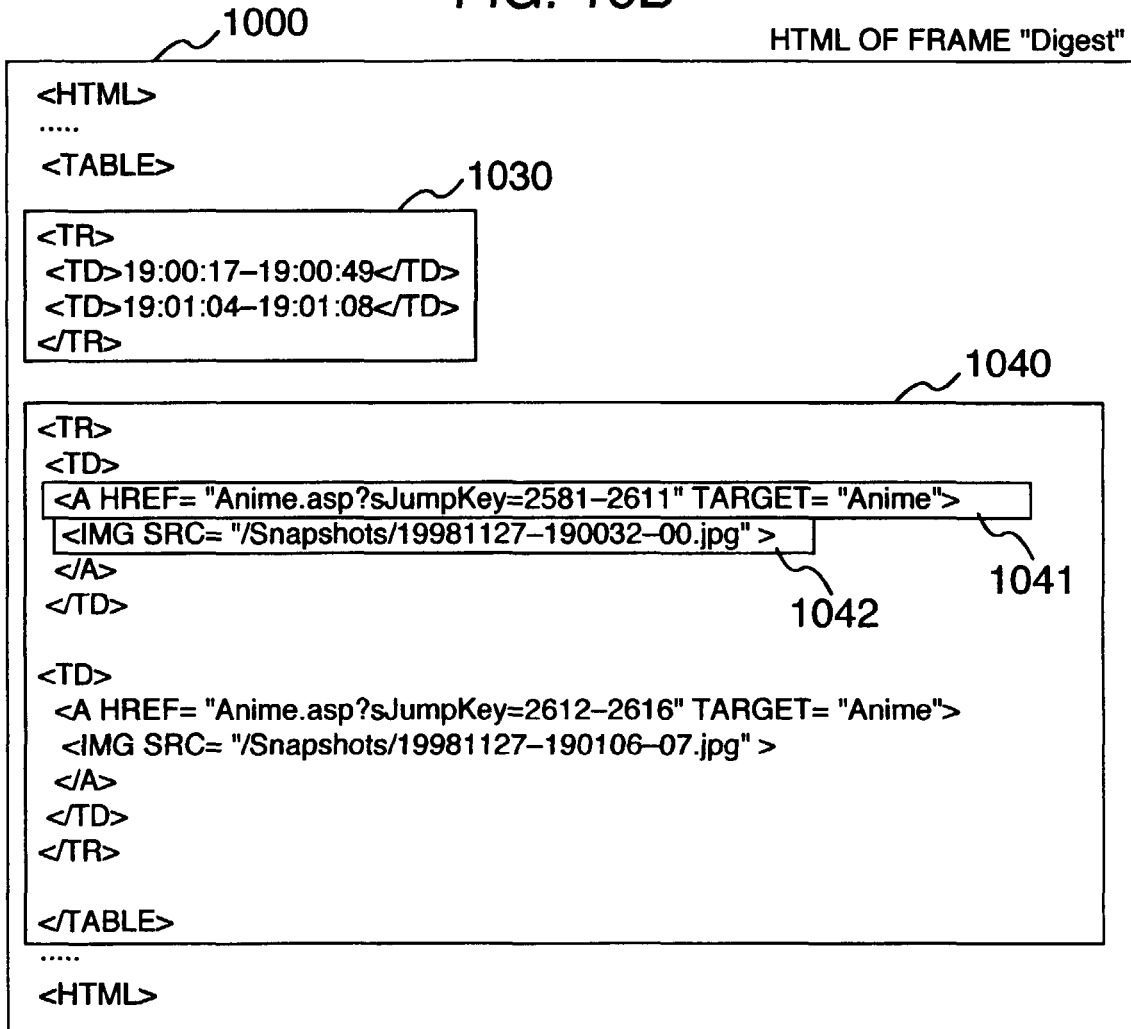 FIG.
1000
HTML OF FRAME "Digest"
<HTML>
.....
<TABLE>
1030
<TR>
<TD>19:00:17–19:00:49</TD>
<TD>19:01:04–19:01:08</TD>
</TR>
1040
<TR>
<TD>
<A HREF= "Anime.asp?sJumpKey=2581–2611" TARGET= "Anime">
<IMG SRC= "/Snapshots/19981127–190032–00.jpg" >
</A>
1041
</TD>
1042
<TD>
<A HREF= "Anime.asp?sJumpKey=2612–2616" TARGET= "Anime">
<IMG SRC= "/Snapshots/19981127–190106–07.jpg" >
</A>
</TD>
</TR>
</TABLE>
.....
<HTML>